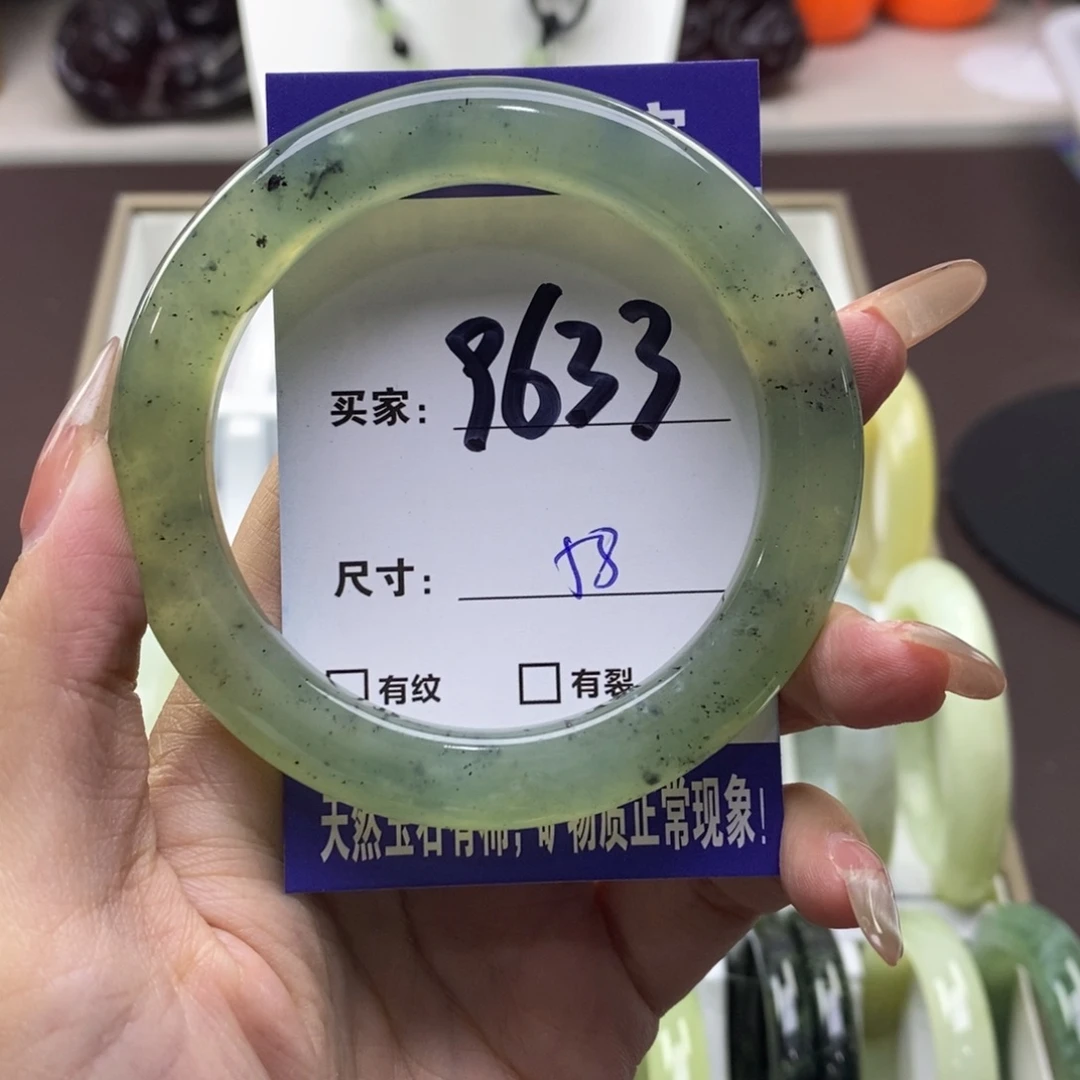 买家: 9633
尺寸: 58
有纹 有裂
天然玉石有棉, 矿物质正常现象!